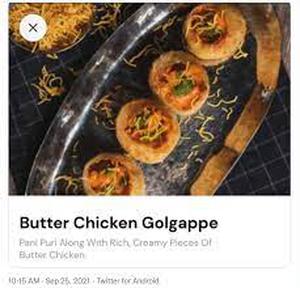 Butter Chicken Golgappe
Pani Puri Along With Rich, Creamy Pieces Of
Butter Chicken.
10:15 AM · Sep 25, 2021 · Twitter for Android